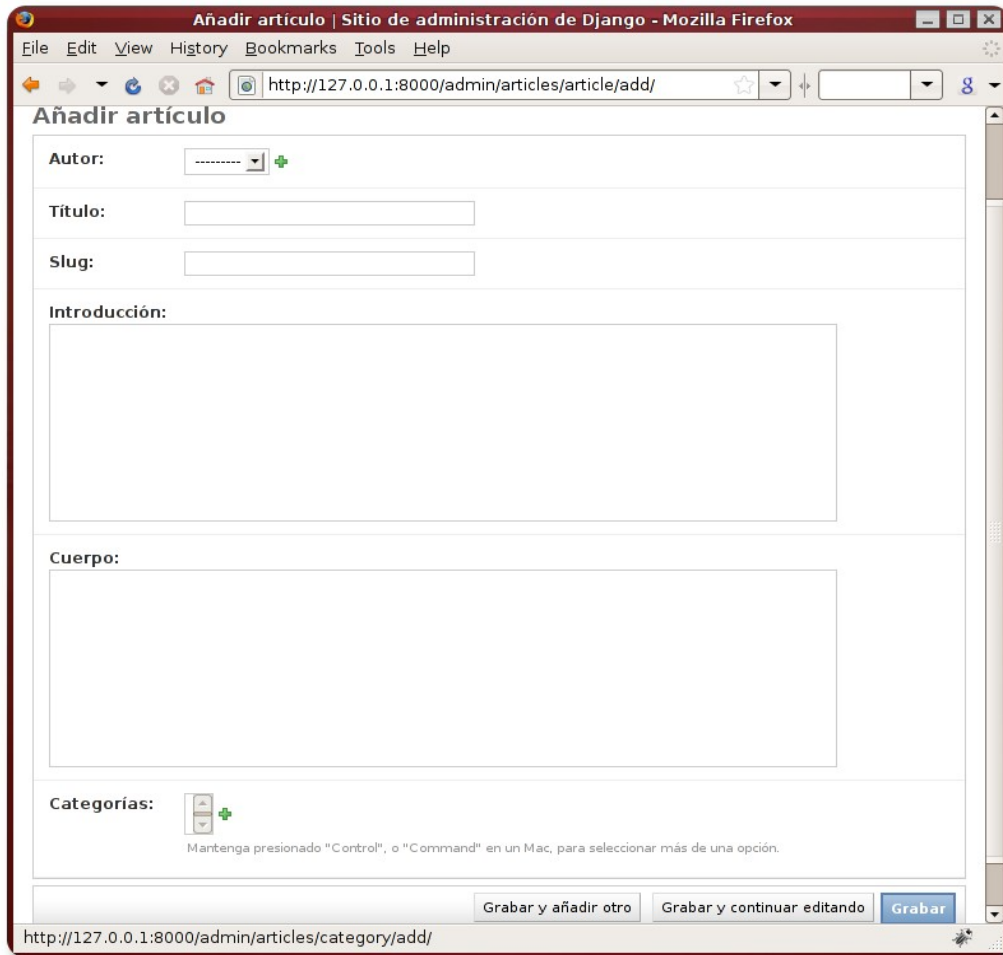 Añadir artículo | Sitio de administración de Django - Mozilla Firefox
File Edit View History Bookmarks Tools Help
http://127.0.0.1:8000/admin/articles/article/add/
Añadir artículo
Autor: ---------
Título:
Slug:
Introducción:
Cuerpo:
Categorías:
Mantenga presionado "Control", o "Command" en un Mac, para seleccionar más de una opción.
Grabar y añadir otro Grabar y continuar editando Grabar
http://127.0.0.1:8000/admin/articles/category/add/